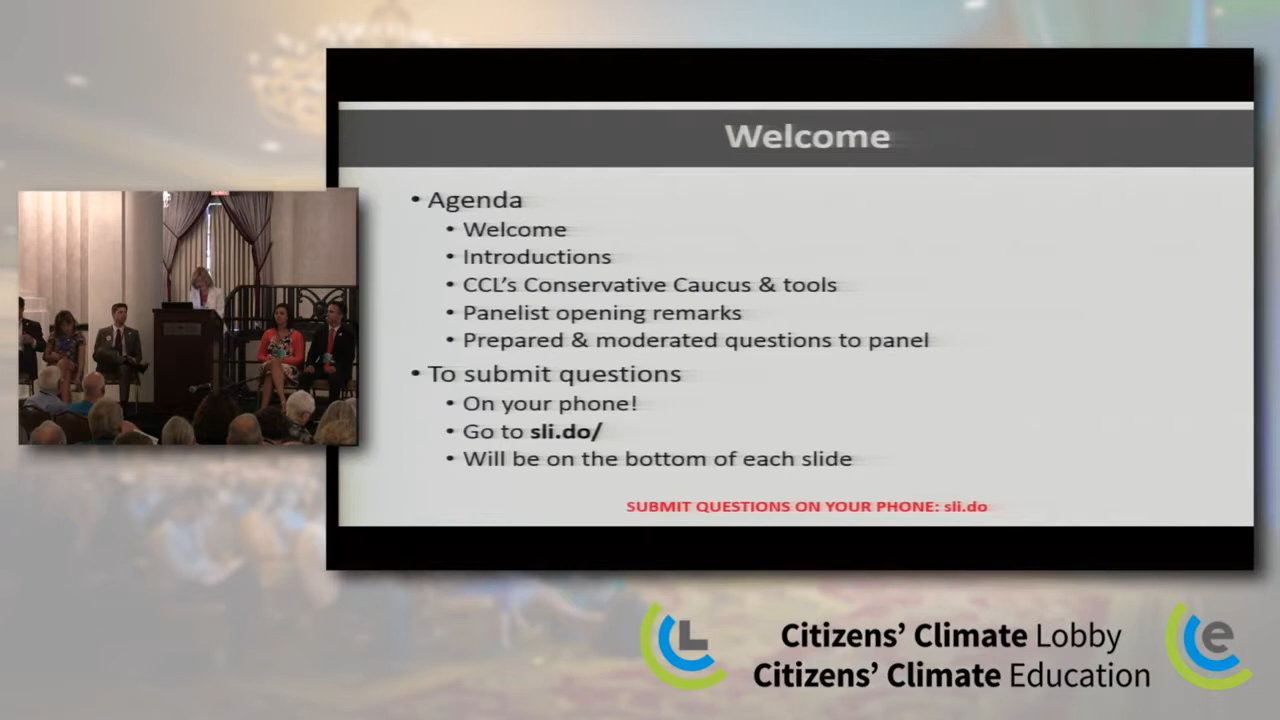 Welcome
• Agenda
• Welcome
• Introductions
• CCL's Conservative Caucus & tools
• Panelist opening remarks
• Prepared & moderated questions to panel
• To submit questions
• On your phone!
• Go to sli.do/
• Will be on the bottom of each slide
SUBMIT QUESTIONS ON YOUR PHONE: sli.do
L
Citizens' Climate Lobby
Citizens' Climate Education
e